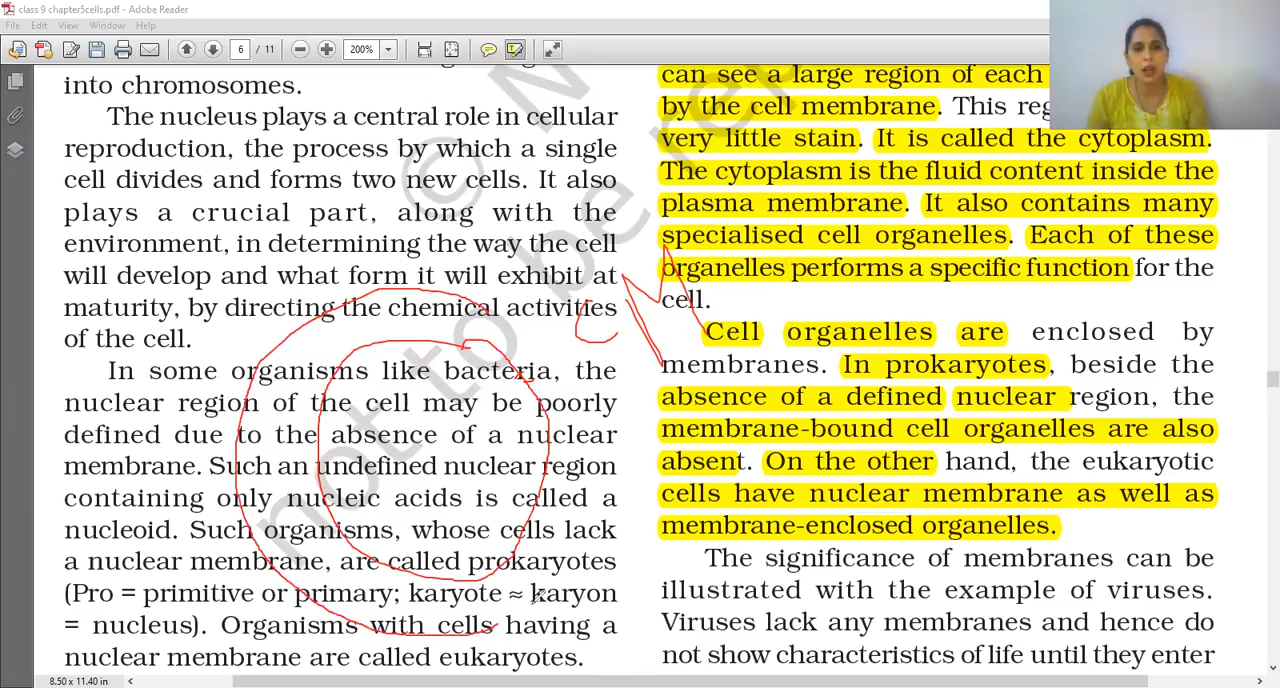 class 9 chapter5cells.pdf - Adobe Reader
File Edit View Window Help
6 / 11 200%
into chromosomes.
The nucleus plays a central role in cellular
reproduction, the process by which a single
cell divides and forms two new cells. It also
plays a crucial part, along with the
environment, in determining the way the cell
will develop and what form it will exhibit at
maturity, by directing the chemical activities
of the cell.
In some organisms like bacteria, the
nuclear region of the cell may be poorly
defined due to the absence of a nuclear
membrane. Such an undefined nuclear region
containing only nucleic acids is called a
nucleoid. Such organisms, whose cells lack
a nuclear membrane, are called prokaryotes
(Pro = primitive or primary; karyote ≈ karyon
= nucleus). Organisms with cells having a
nuclear membrane are called eukaryotes.
can see a large region of each
by the cell membrane. This
very little stain. It is called the cytoplasm.
The cytoplasm is the fluid content inside the
plasma membrane. It also contains many
specialised cell organelles. Each of these
organelles performs a specific function for the
cell.
Cell organelles are enclosed by
membranes. In prokaryotes, beside the
absence of a defined nuclear region, the
membrane-bound cell organelles are also
absent. On the other hand, the eukaryotic
cells have nuclear membrane as well as
membrane-enclosed organelles.
The significance of membranes can be
illustrated with the example of viruses.
Viruses lack any membranes and hence do
not show characteristics of life until they enter
not to be
CM
8.50 x 11.40 in